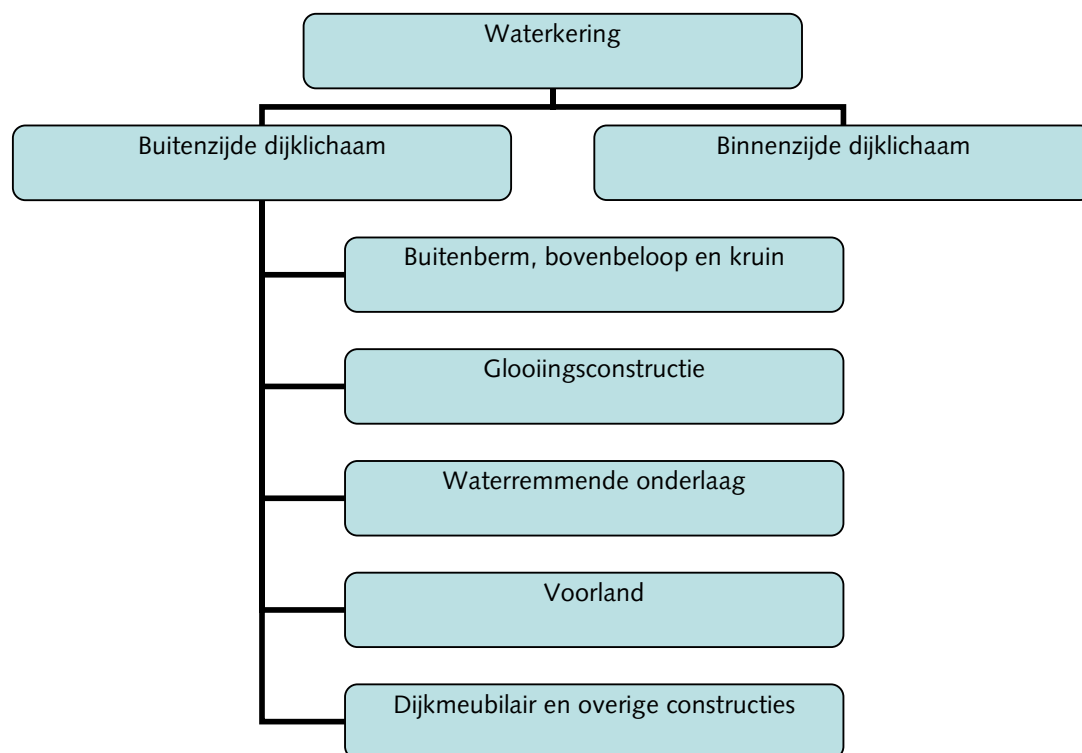 Waterkering
Buitenzijde dijklichaam
Binnenzijde dijklichaam
Buitenberm, bovenbeloop en kruin
Glooiingsconstructie
Waterremmende onderlaag
Voorland
Dijkmeubilair en overige constructies